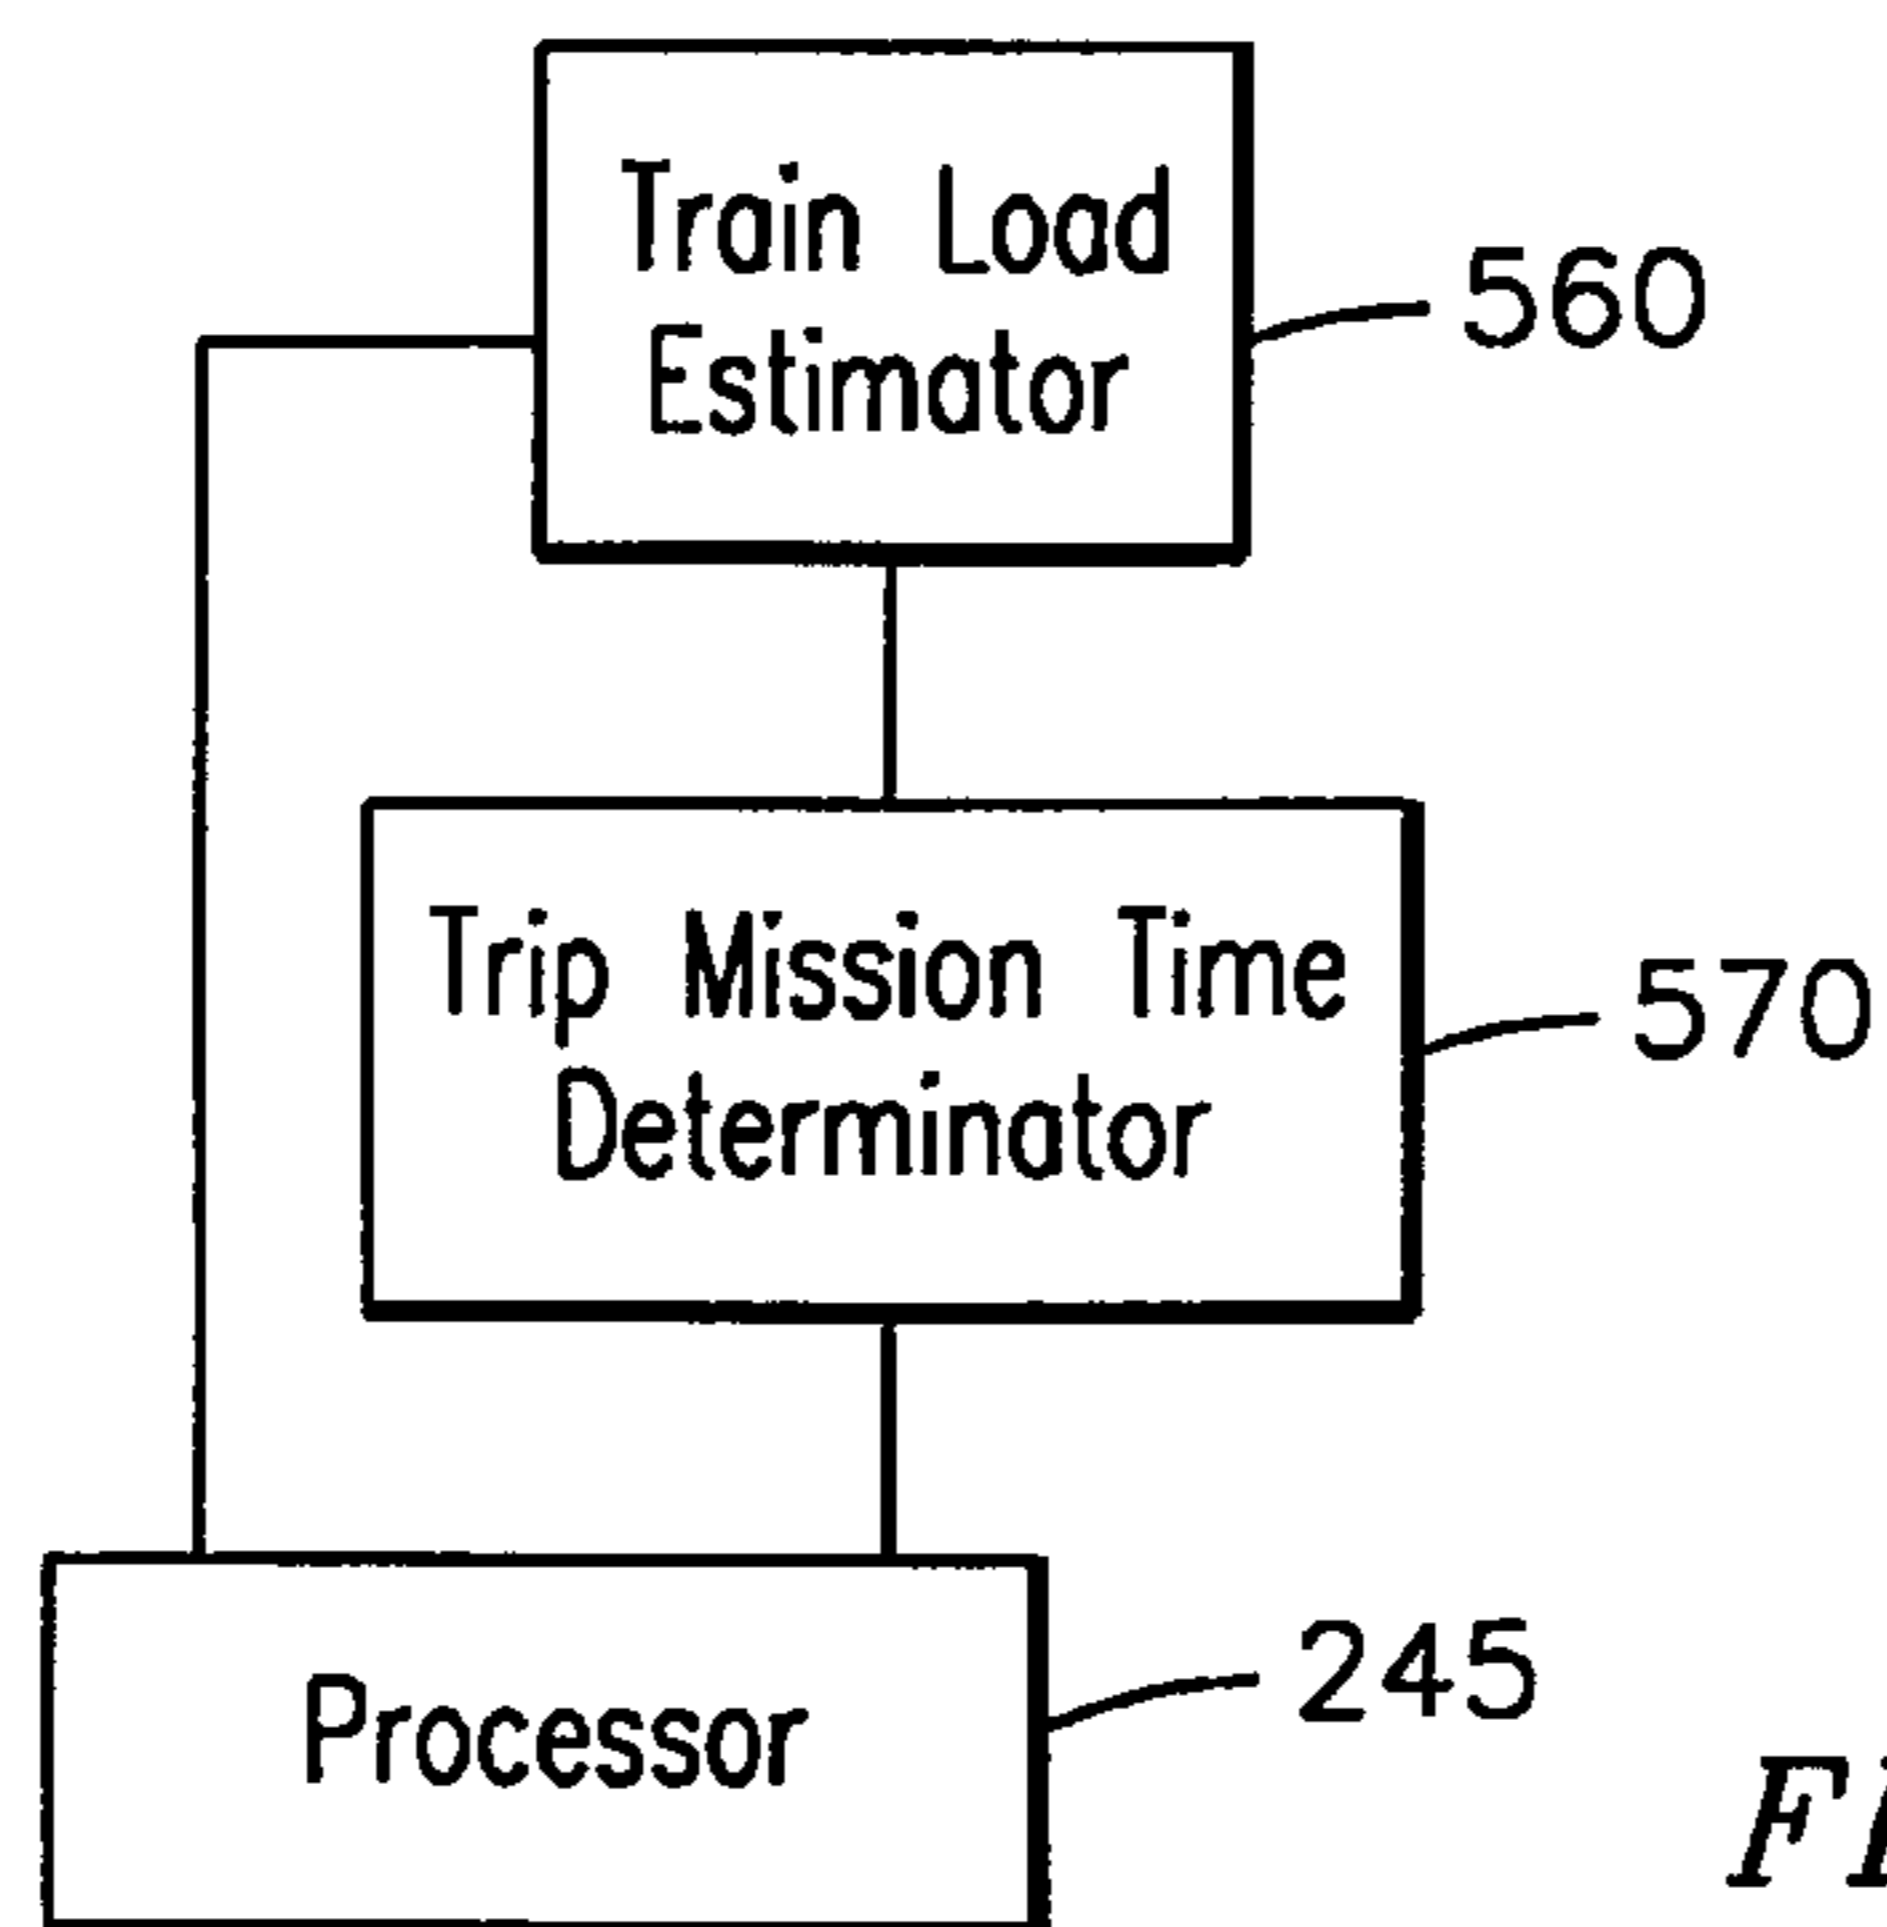 Train Load
Estimator
560
Trip Mission Time
Determinator
570
245
Processor